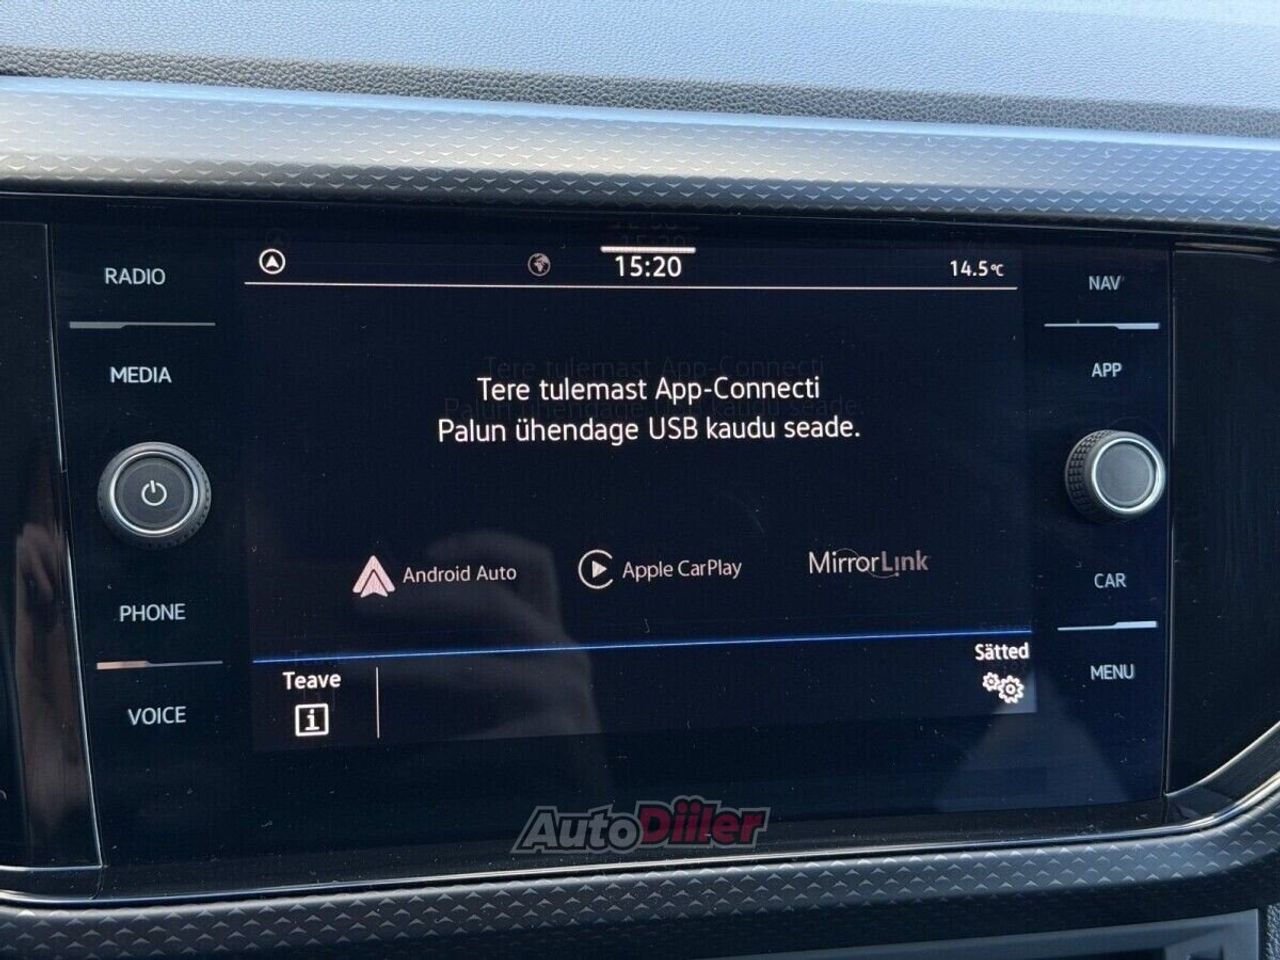 RADIO
MEDIA
PHONE
VOICE
15:20
14.5°C
Tere tulemast App-Connecti
Palun ühendage USB kaudu seade.
Android Auto
Apple CarPlay
MirrorLink
Teave
i
Sätted
NAV
APP
CAR
MENU
AutoDiiler